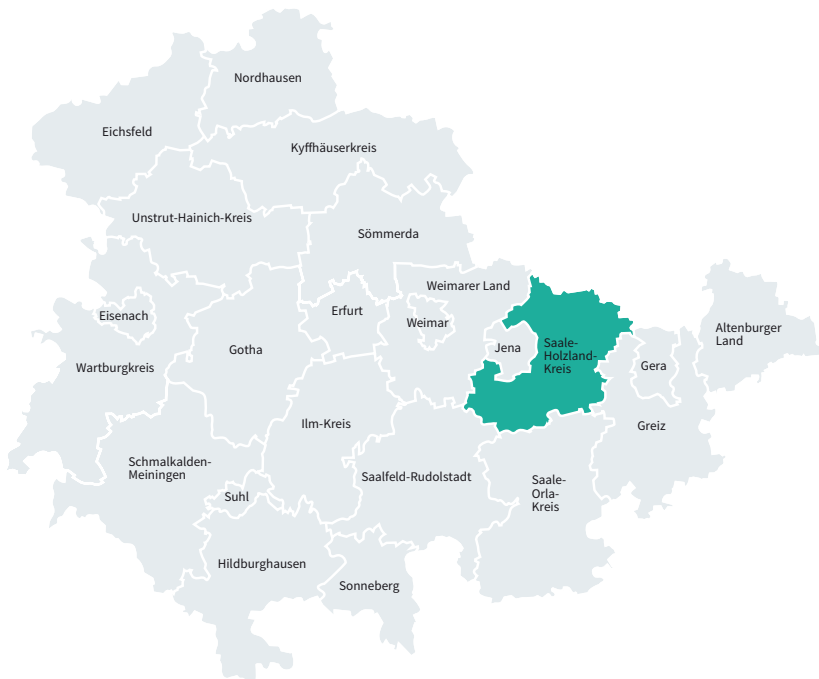 Nordhausen
Eichsfeld
Kyffhäuserkreis
Unstrut-Hainich-Kreis
Sömmerda
Weimarer Land
Eisenach
Erfurt
Weimar
Altenburger
Land
Gotha
Jena
Saale-
Holzland-
Kreis
Wartburgkreis
Gera
Ilm-Kreis
Greiz
Schmalkalden-
Meiningen
Saalfeld-Rudolstadt
Saale-
Orla-
Kreis
Suhl
Hildburghausen
Sonneberg